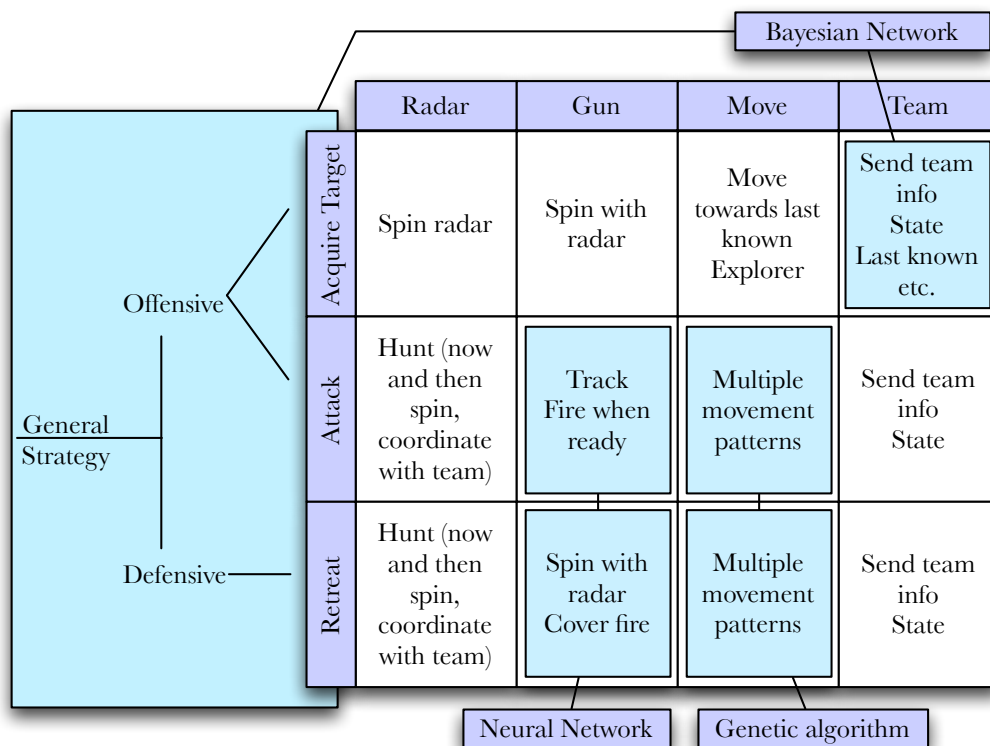 Bayesian Network
Radar
Gun
Move
Team
Acquire Target
Spin radar
Spin with
radar
Move
towards last
known
Explorer
Send team
info
State
Last known
etc.
Offensive
Attack
Hunt (now
and then
spin,
coordinate
with team)
Track
Fire when
ready
Multiple
movement
patterns
Send team
info
State
General
Strategy
Defensive
Retreat
Hunt (now
and then
spin,
coordinate
with team)
Spin with
radar
Cover fire
Multiple
movement
patterns
Send team
info
State
Neural Network
Genetic algorithm